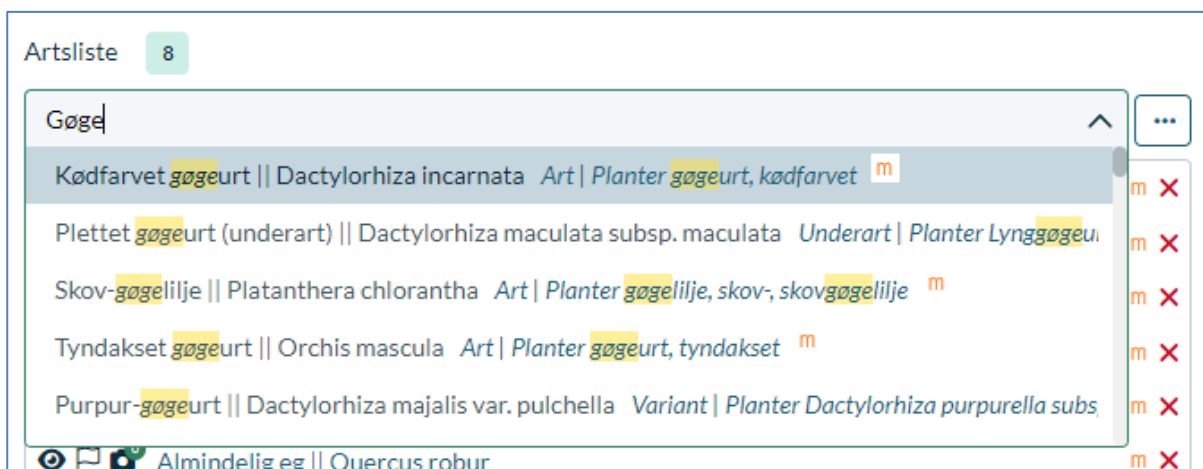 Artsliste 8
Gøge ...
Kødfarvet gøgeurt || Dactylorhiza incarnata Art | Planter gøgeurt, kødfarvet m
m
Plettet gøgeurt (underart) || Dactylorhiza maculata subsp. maculata Underart | Planter Lynggøgeu
m
Skov-gøgelilje || Platanthera chlorantha Art | Planter gøgelilje, skov-, skovgøgelilje m
m
Tyndakset gøgeurt || Orchis mascula Art | Planter gøgeurt, tyndakset m
m
Purpur-gøgeurt || Dactylorhiza majalis var. pulchella Variant | Planter Dactylorhiza purpurella subs
m
Almindelig eg || Quercus robur
m